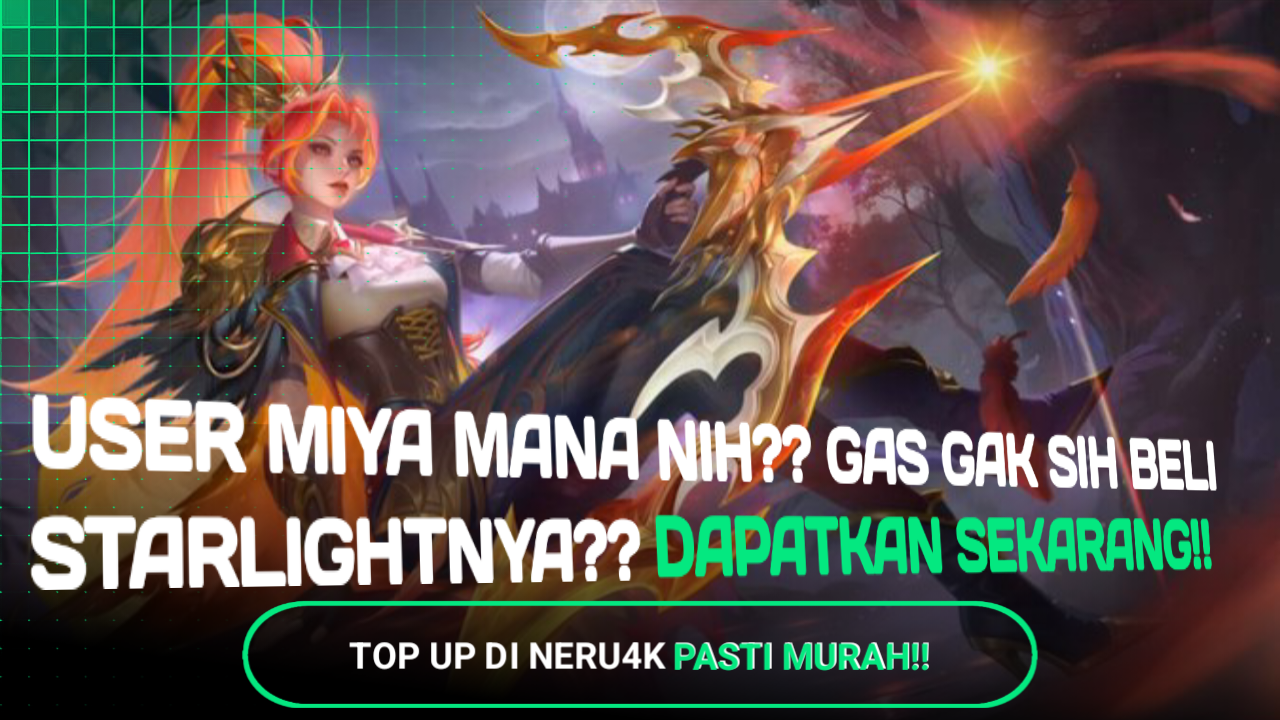 USER MIYA MANA NIH?? GAS GAK SIH BELI
STARLIGHTNYA?? DAPATKAN SEKARANG!!
TOP UP DI NERU4K PASTI MURAH!!